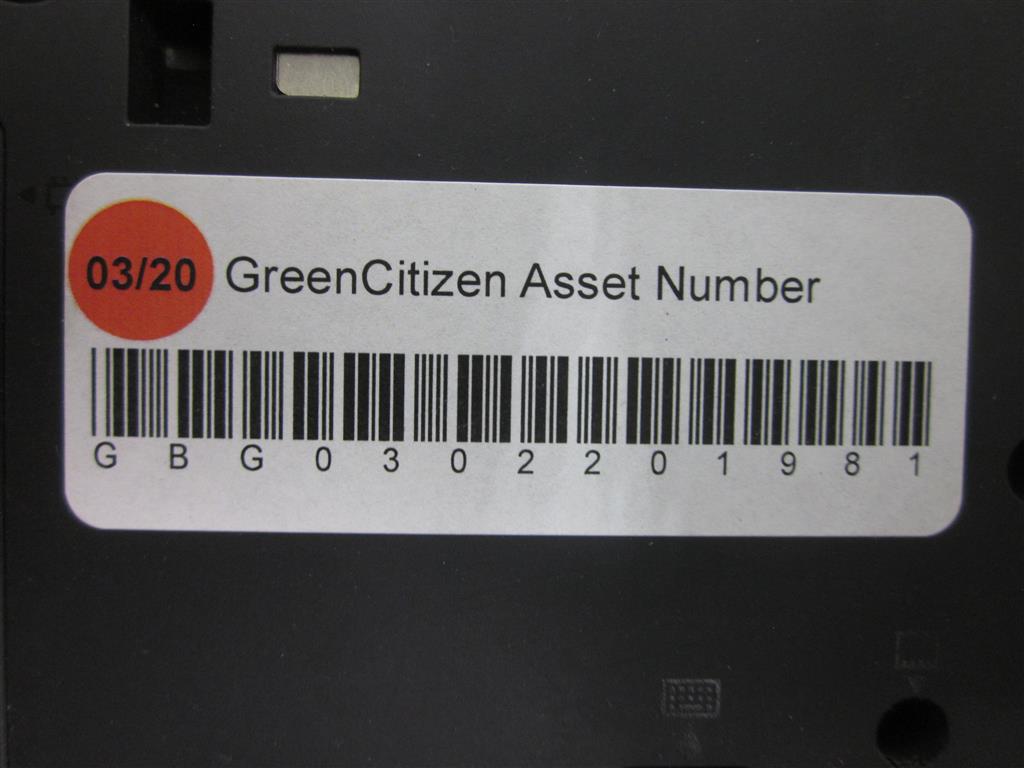 03/20 GreenCitizen Asset Number
G B G 0 3 0 2 2 0 1 9 8 1